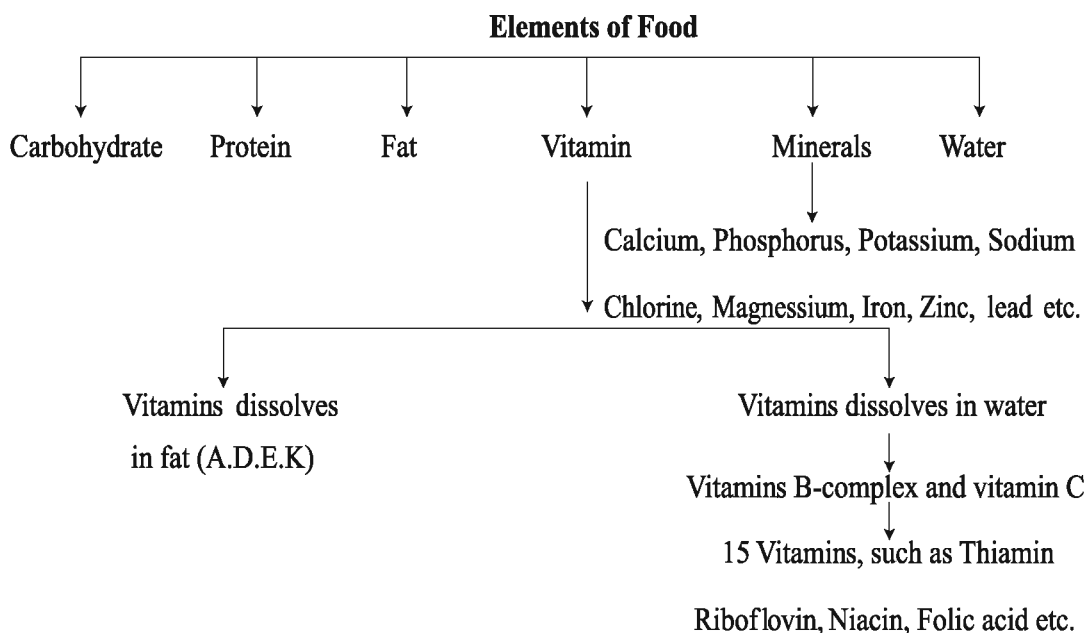 Elements of Food
Carbohydrate Protein Fat Vitamin Minerals Water
Calcium, Phosphorus, Potassium, Sodium
Chlorine, Magnessium, Iron, Zinc, lead etc.
Vitamins dissolves
in fat (A.D.E.K)
Vitamins dissolves in water
Vitamins B-complex and vitamin C
15 Vitamins, such as Thiamin
Riboflovin, Niacin, Folic acid etc.